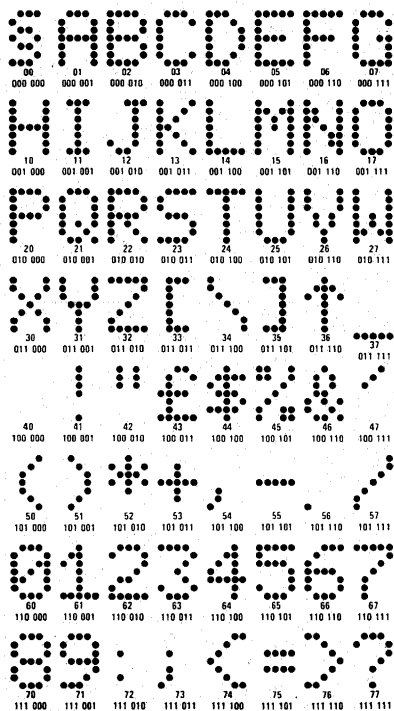 S A B C D E F G
00 01 02 03 04 05 06 07
000 000 000 001 000 010 000 011 000 100 000 101 000 110 000 111
H I J K L M N O
10 11 12 13 14 15 16 17
001 000 001 001 001 010 001 011 001 100 001 101 001 110 001 111
P Q R S T U V W
20 21 22 23 24 25 26 27
010 000 010 001 010 010 010 011 010 100 010 101 010 110 010 111
X Y Z [ \ ] ↑ _
30 31 32 33 34 35 36 37
011 000 011 001 011 010 011 011 011 100 011 101 011 110 011 111
! " £ $ % & '
40 41 42 43 44 45 46 47
100 000 100 001 100 010 100 011 100 100 100 101 100 110 100 111
( ) * + , - . /
50 51 52 53 54 55 56 57
101 000 101 001 101 010 101 011 101 100 101 101 101 110 101 111
0 1 2 3 4 5 6 7
60 61 62 63 64 65 66 67
110 000 110 001 110 010 110 011 110 100 110 101 110 110 110 111
8 9 : ; < = > ?
70 71 72 73 74 75 76 77
111 000 111 001 111 010 111 011 111 100 111 101 111 110 111 111